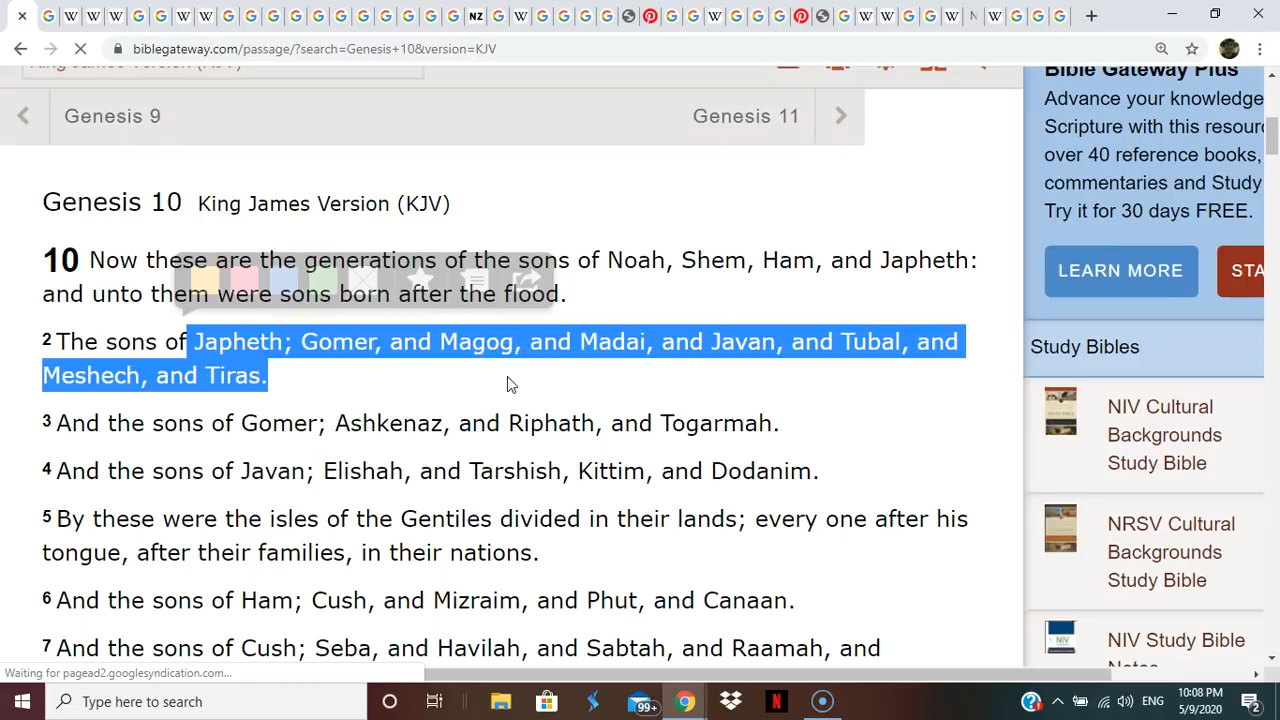 biblegateway.com/passage/?search=Genesis+10&version=KJV
Genesis 9
Genesis 11
Genesis 10 King James Version (KJV)
10 Now these are the generations of the sons of Noah, Shem, Ham, and Japheth:
and unto them were sons born after the flood.
2 The sons of Japheth; Gomer, and Magog, and Madai, and Javan, and Tubal, and
Meshech, and Tiras.
3 And the sons of Gomer; Ashkenaz, and Riphath, and Togarmah.
4 And the sons of Javan; Elishah, and Tarshish, Kittim, and Dodanim.
5 By these were the isles of the Gentiles divided in their lands; every one after his
tongue, after their families, in their nations.
6 And the sons of Ham; Cush, and Mizraim, and Phut, and Canaan.
7 And the sons of Cush; Seba, and Havilah, and Sabtah, and Raamah, and
Bible Gateway Plus
Advance your knowledge
Scripture with this resour
over 40 reference books,
commentaries and Study
Try it for 30 days FREE.
LEARN MORE
STA
Study Bibles
NIV Cultural
Backgrounds
Study Bible
NRSV Cultural
Backgrounds
Study Bible
NIV Study Bible
Waiting for pagead2.googlesyndication.com...
Type here to search
99+
ENG
10:08 PM
5/9/2020
2